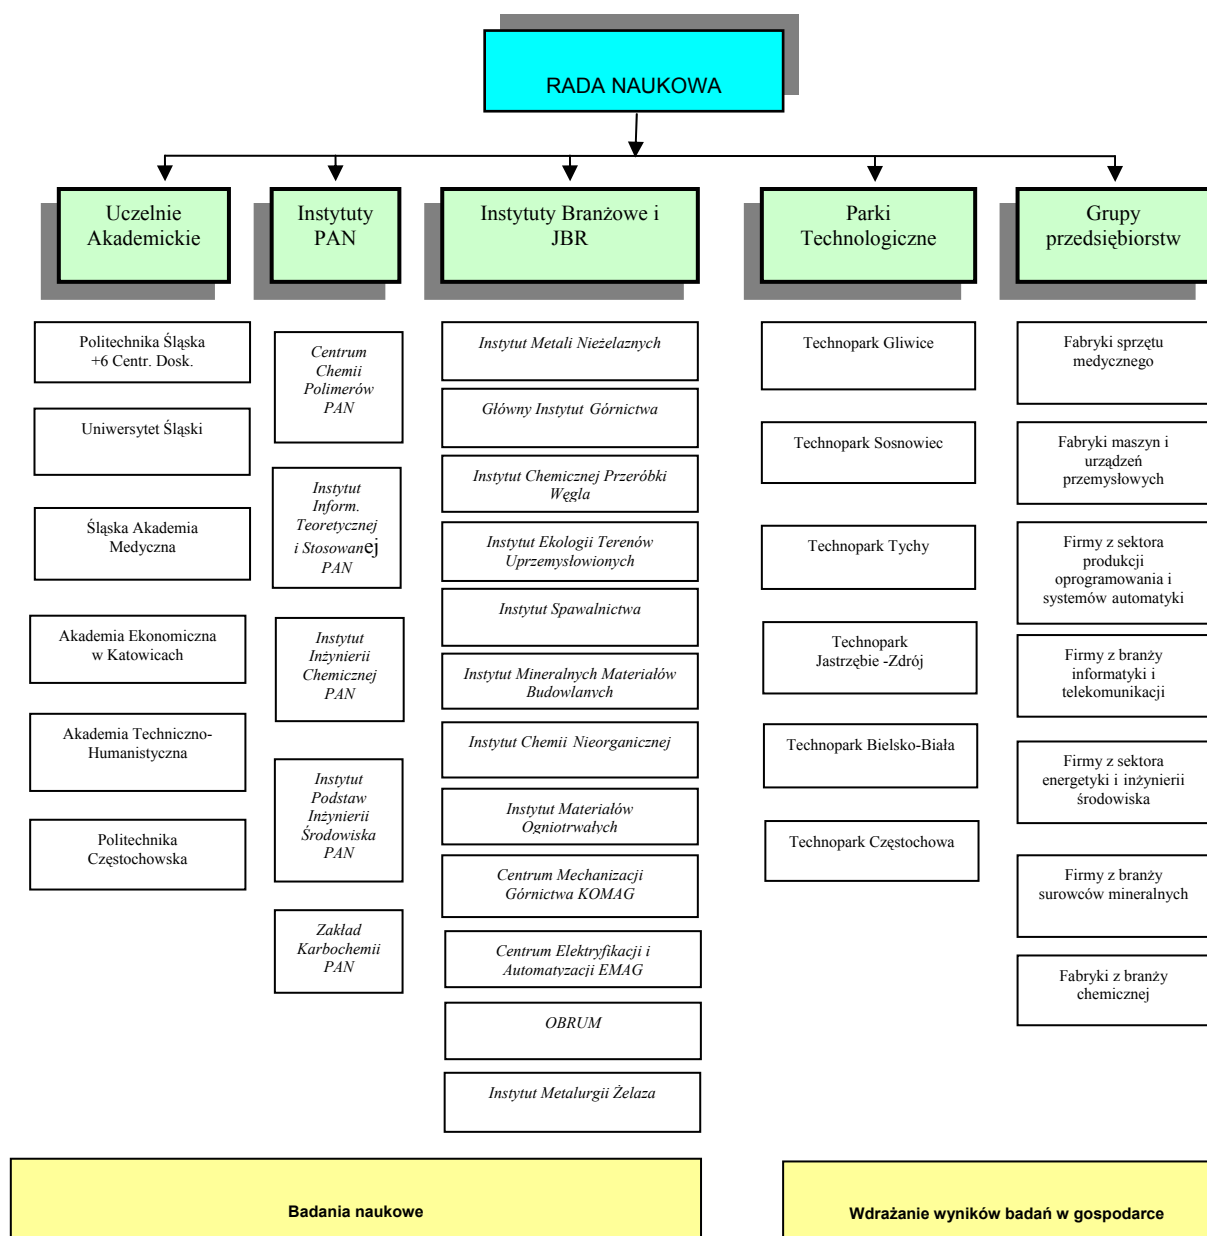 RADA NAUKOWA
Uczelnie
Akademickie
Instytuty
PAN
Instytuty Branżowe i
JBR
Parki
Technologiczne
Grupy
przedsiębiorstw
Politechnika Śląska
+6 Centr. Dosk.
Uniwersytet Śląski
Śląska Akademia
Medyczna
Akademia Ekonomiczna
w Katowicach
Akademia Techniczno-
Humanistyczna
Politechnika
Częstochowska
Centrum
Chemii
Polimerów
PAN
Instytut
Inform.
Teoretycznej
i Stosowanej
PAN
Instytut
Inżynierii
Chemicznej
PAN
Instytut
Podstaw
Inżynierii
Środowiska
PAN
Zakład
Karbochemii
PAN
Instytut Metali Nieżelaznych
Główny Instytut Górnictwa
Instytut Chemicznej Przeróbki
Węgla
Instytut Ekologii Terenów
Uprzemysłowionych
Instytut Spawalnictwa
Instytut Mineralnych Materiałów
Budowlanych
Instytut Chemii Nieorganicznej
Instytut Materiałów
Ogniotrwałych
Centrum Mechanizacji
Górnictwa KOMAG
Centrum Elektryfikacji i
Automatyzacji EMAG
OBRUM
Instytut Metalurgii Żelaza
Technopark Gliwice
Technopark Sosnowiec
Technopark Tychy
Technopark
Jastrzębie -Zdrój
Technopark Bielsko-Biała
Technopark Częstochowa
Fabryki sprzętu
medycznego
Fabryki maszyn i
urządzeń
przemysłowych
Firmy z sektora
produkcji
oprogramowania i
systemów automatyki
Firmy z branży
informatyki i
telekomunikacji
Firmy z sektora
energetyki i inżynierii
środowiska
Firmy z branży
surowców mineralnych
Fabryki z branży
chemicznej
Badania naukowe
Wdrażanie wyników badań w gospodarce